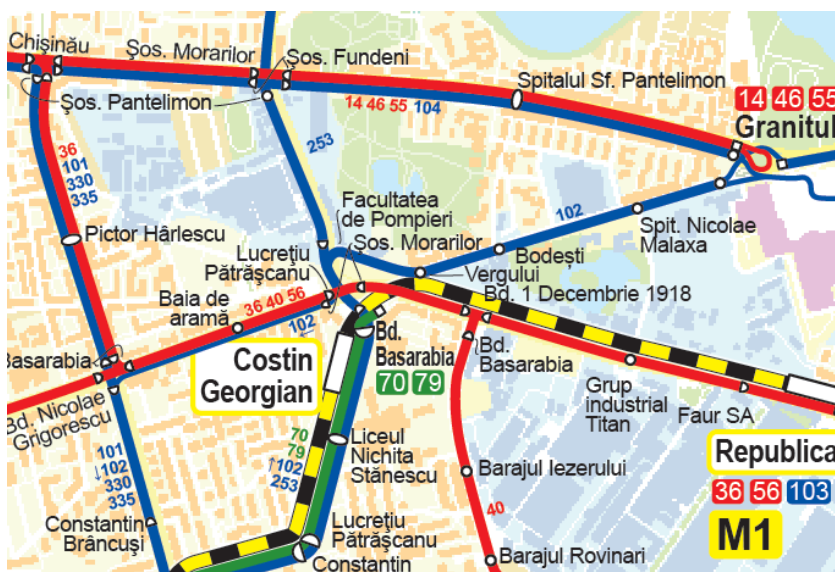 Chișinău
Șos. Morarilor
Șos. Fundeni
Șos. Pantelimon
Spitalul Sf. Pantelimon
14 46 55 104
14 46 55
Granitul
36
101
330
335
253
Pictor Hârlescu
Facultatea
de Pompieri
Șos. Morarilor
102
Spit. Nicolae
Malaxa
Bodești
Vergului
Lucrețiu
Pătrășcanu
Baia de
aramă
36 40 56
102
←
Bd. 1 Decembrie 1918
Basarabia
Bd. Nicolae
Grigorescu
Costin
Georgian
Bd.
Basarabia
70 79
Bd.
Basarabia
Grup
industrial
Titan
Faur SA
70
79
↑102
253
Liceul
Nichita
Stănescu
101
↓102
330
335
Constantin
Brâncuși
Lucrețiu
Pătrășcanu
Constantin
Barajul Iezerului
40
Barajul Rovinari
Republica
36 56 103
M1